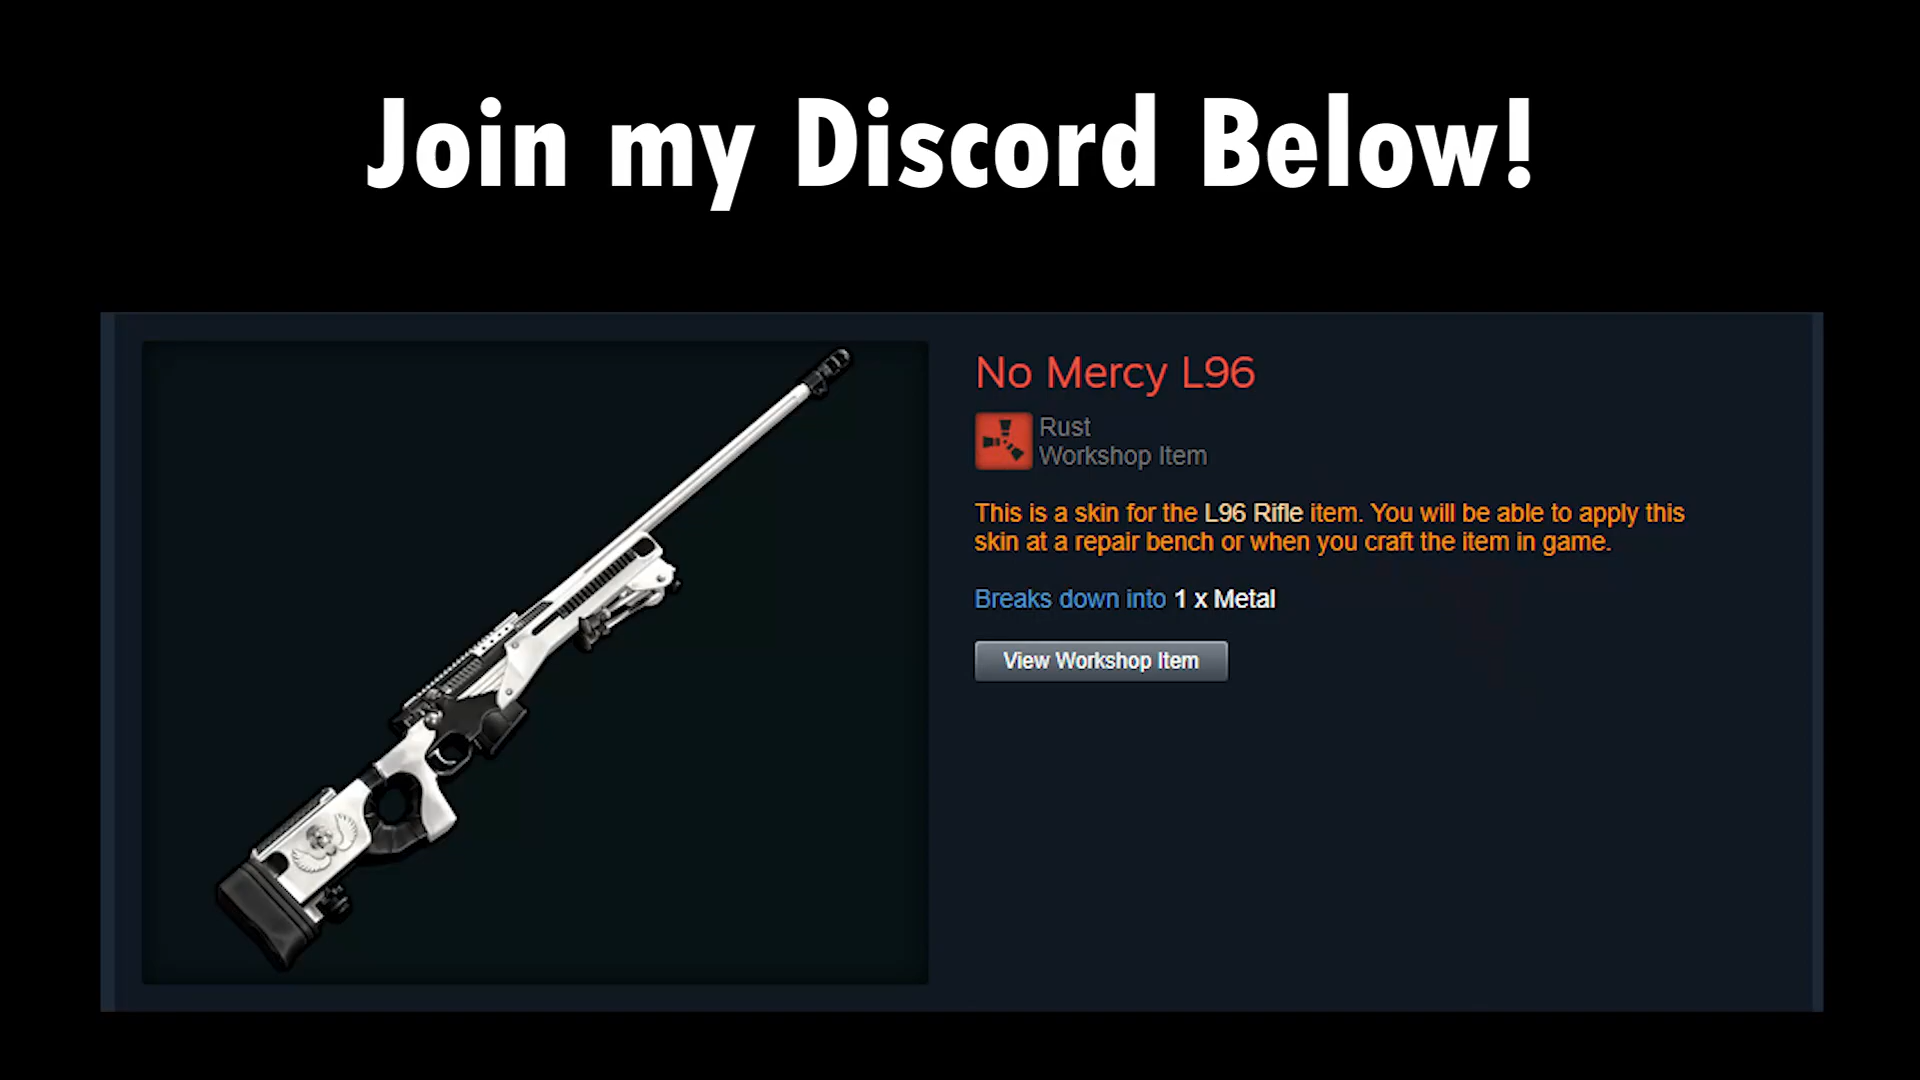 Join my Discord Below!
No Mercy L96
Rust
Workshop Item
This is a skin for the L96 Rifle item. You will be able to apply this
skin at a repair bench or when you craft the item in game.
Breaks down into 1 x Metal
View Workshop Item